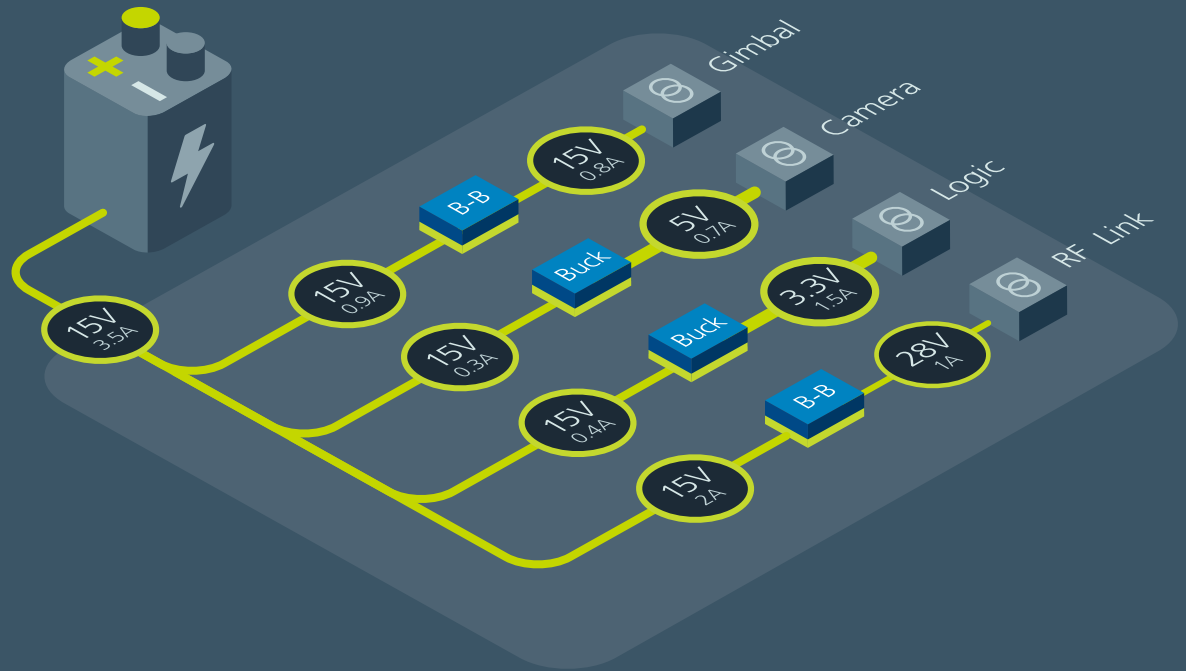 +
–
15V
3.5A
15V
0.9A
B-B
15V
0.8A
Gimbal
15V
0.3A
Buck
5V
0.7A
Camera
15V
0.4A
Buck
3.3V
1.5A
Logic
15V
2A
B-B
28V
1A
RF Link